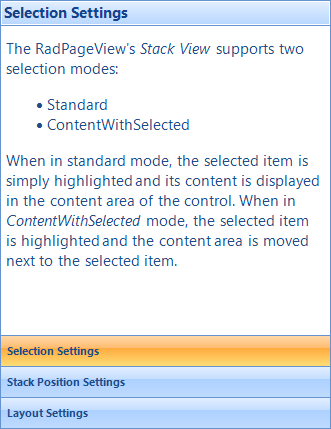 Selection Settings
The RadPageView's Stack View supports two
selection modes:
• Standard
• ContentWithSelected
When in standard mode, the selected item is
simply highlighted and its content is displayed
in the content area of the control. When in
ContentWithSelected mode, the selected item
is highlighted and the content area is moved
next to the selected item.
Selection Settings
Stack Position Settings
Layout Settings